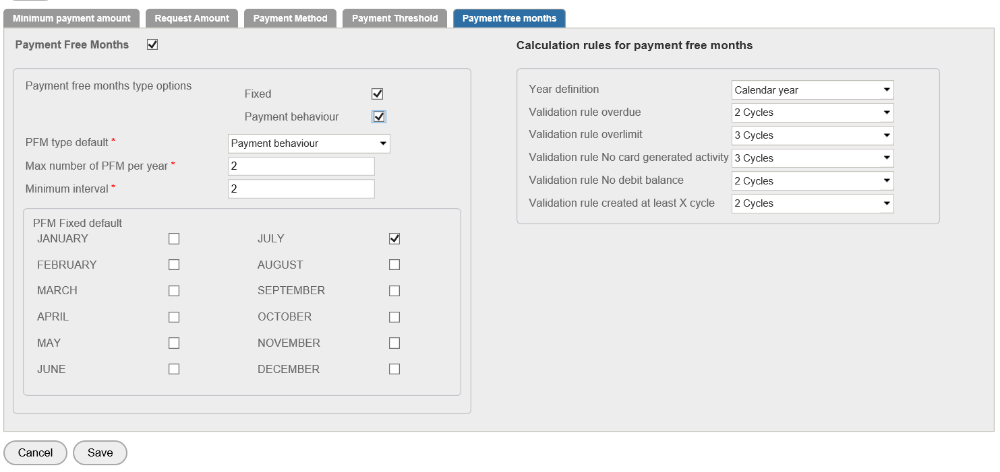 Minimum payment amount
Request Amount
Payment Method
Payment Threshold
Payment free months
Payment Free Months
Payment free months type options
Fixed
Payment behaviour
PFM type default *
Payment behaviour
Max number of PFM per year *
2
Minimum interval *
2
PFM Fixed default
JANUARY
JULY
FEBRUARY
AUGUST
MARCH
SEPTEMBER
APRIL
OCTOBER
MAY
NOVEMBER
JUNE
DECEMBER
Calculation rules for payment free months
Year definition
Calendar year
Validation rule overdue
2 Cycles
Validation rule overlimit
3 Cycles
Validation rule No card generated activity
3 Cycles
Validation rule No debit balance
2 Cycles
Validation rule created at least X cycle
2 Cycles
Cancel
Save